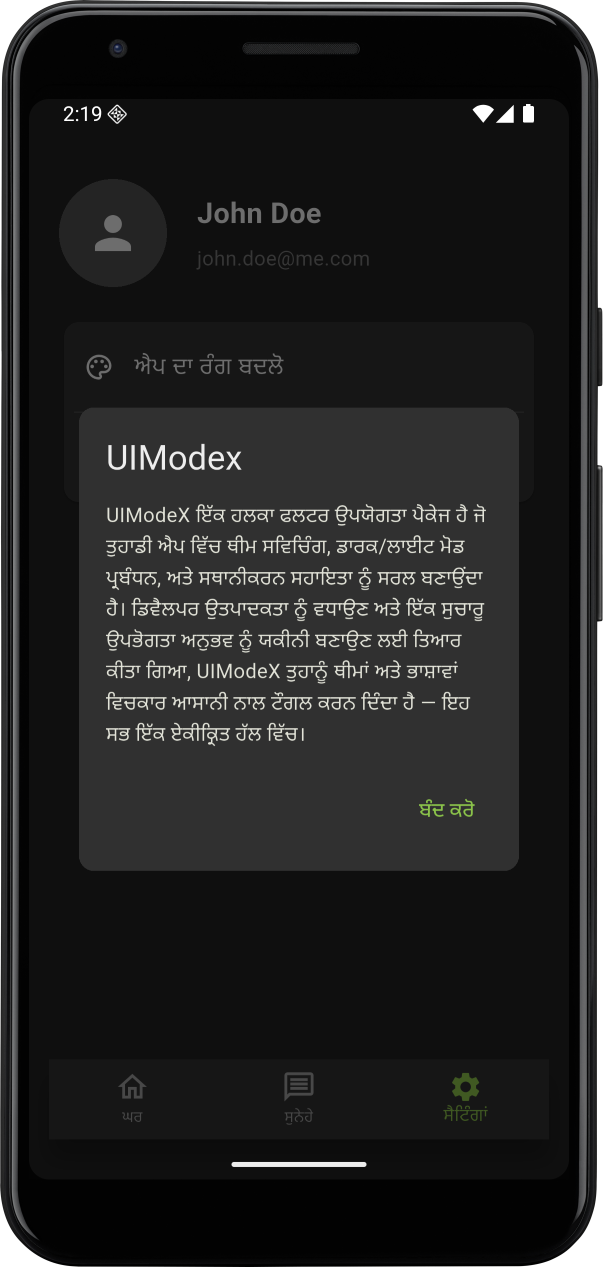 2:19
John Doe
john.doe@me.com
ਐਪ ਦਾ ਰੰਗ ਬਦਲੋ
UIModex
UIModeX ਇੱਕ ਹਲਕਾ ਫਲਟਰ ਉਪਯੋਗਤਾ ਪੈਕੇਜ ਹੈ ਜੋ
ਤੁਹਾਡੀ ਐਪ ਵਿੱਚ ਥੀਮ ਸਵਿਚਿੰਗ, ਡਾਰਕ/ਲਾਈਟ ਮੋਡ
ਪ੍ਰਬੰਧਨ, ਅਤੇ ਸਥਾਨੀਕਰਨ ਸਹਾਇਤਾ ਨੂੰ ਸਰਲ ਬਣਾਉਂਦਾ
ਹੈ। ਡਿਵੈਲਪਰ ਉਤਪਾਦਕਤਾ ਨੂੰ ਵਧਾਉਣ ਅਤੇ ਇੱਕ ਸੁਚਾਰੂ
ਉਪਭੋਗਤਾ ਅਨੁਭਵ ਨੂੰ ਯਕੀਨੀ ਬਣਾਉਣ ਲਈ ਤਿਆਰ
ਕੀਤਾ ਗਿਆ, UIModeX ਤੁਹਾਨੂੰ ਥੀਮਾਂ ਅਤੇ ਭਾਸ਼ਾਵਾਂ
ਵਿਚਕਾਰ ਆਸਾਨੀ ਨਾਲ ਟੌਗਲ ਕਰਨ ਦਿੰਦਾ ਹੈ — ਇਹ
ਸਭ ਇੱਕ ਏਕੀਕ੍ਰਿਤ ਹੱਲ ਵਿੱਚ।
ਬੰਦ ਕਰੋ
ਘਰ
ਸੁਨੇਹੇ
ਸੈਟਿੰਗਾਂ